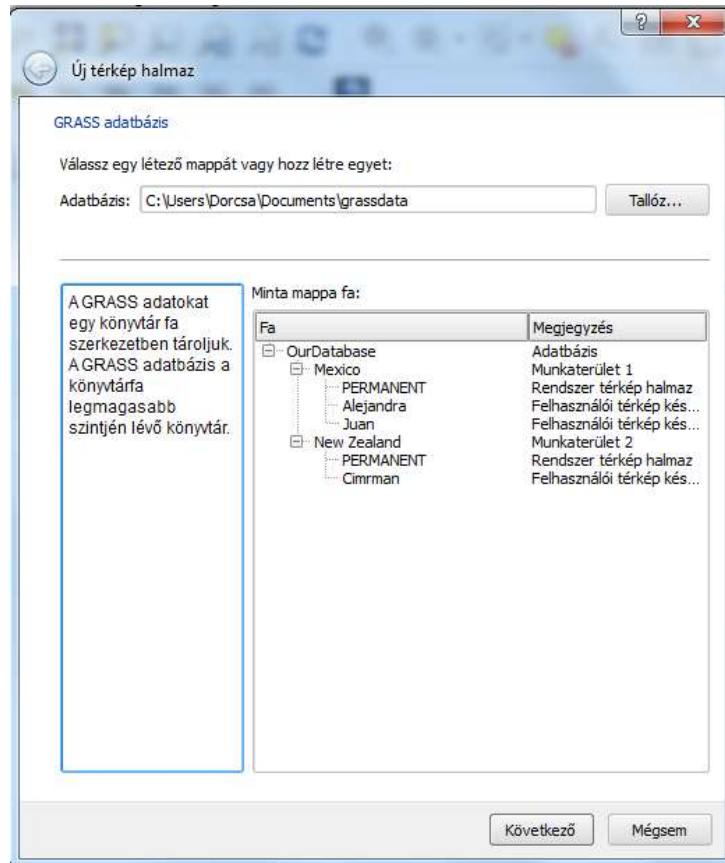 Új térkép halmaz
GRASS adatbázis
Válassz egy létező mappát vagy hozz létre egyet:
Adatbázis: C:\Users\Dorcsa\Documents\grassdata Tallóz...
A GRASS adatokat
egy könyvtár fa
szerkezetben tároljuk.
A GRASS adatbázis a
könyvtárfa
legmagasabb
szintjén lévő könyvtár.
Minta mappa fa:
Fa Megjegyzés
OurDatabase Adatbázis
Mexico Munkaterület 1
PERMANENT Rendszer térkép halmaz
Alejandra Felhasználói térkép kés...
Juan Felhasználói térkép kés...
New Zealand Munkaterület 2
PERMANENT Rendszer térkép halmaz
Cimrman Felhasználói térkép kés...
Következő Mégsem